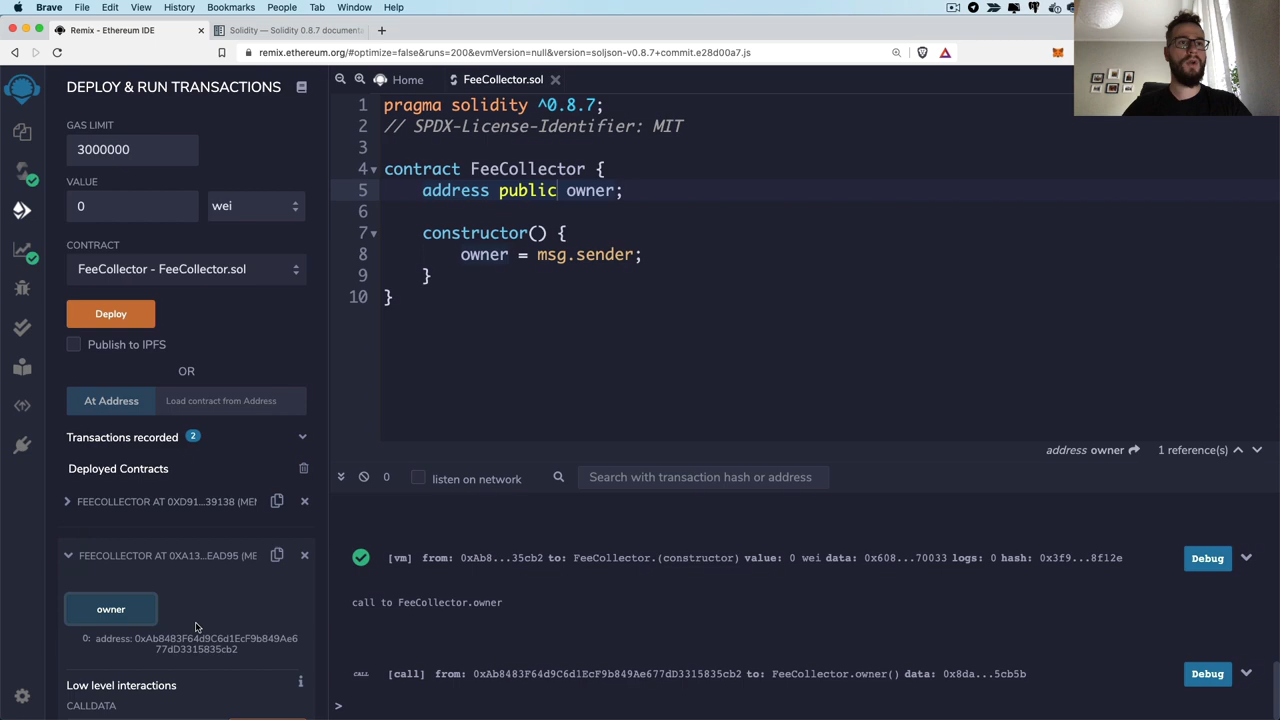 Brave File Edit View History Bookmarks People Tab Window Help
Remix - Ethereum IDE
Solidity — Solidity 0.8.7 documenta
remix.ethereum.org/#optimize=false&runs=200&evmVersion=null&version=soljson-v0.8.7+commit.e28d00a7.js
DEPLOY & RUN TRANSACTIONS
GAS LIMIT
3000000
VALUE
0 wei
CONTRACT
FeeCollector - FeeCollector.sol
Deploy
Publish to IPFS
OR
At Address Load contract from Address
Transactions recorded 2
Deployed Contracts
FEECOLLECTOR AT 0XD91...39138 (MEM
FEECOLLECTOR AT 0XA13...EAD95 (ME
owner
0: address: 0xAb8483F64d9C6d1EcF9b849Ae6
77dD3315835cb2
Low level interactions
CALLDATA
Home FeeCollector.sol
1 pragma solidity ^0.8.7;
2 // SPDX-License-Identifier: MIT
3
4 contract FeeCollector {
5 address public owner;
6
7 constructor() {
8 owner = msg.sender;
9 }
10 }
address owner 1 reference(s)
0 listen on network Search with transaction hash or address
[vm] from: 0xAb8...35cb2 to: FeeCollector.(constructor) value: 0 wei data: 0x608...70033 logs: 0 hash: 0x3f9...8f12e Debug
call to FeeCollector.owner
CALL [call] from: 0xAb8483F64d9C6d1EcF9b849Ae677dD3315835cb2 to: FeeCollector.owner() data: 0x8da...5cb5b Debug
>